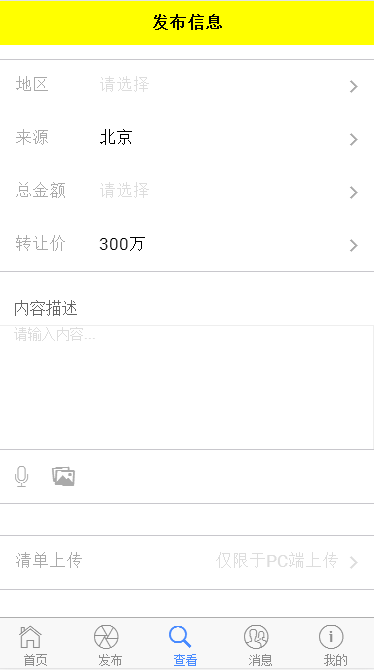 发布信息
地区 请选择
来源 北京
总金额 请选择
转让价 300万
内容描述
请输入内容...
清单上传 仅限于PC端上传
首页 发布 查看 消息 我的